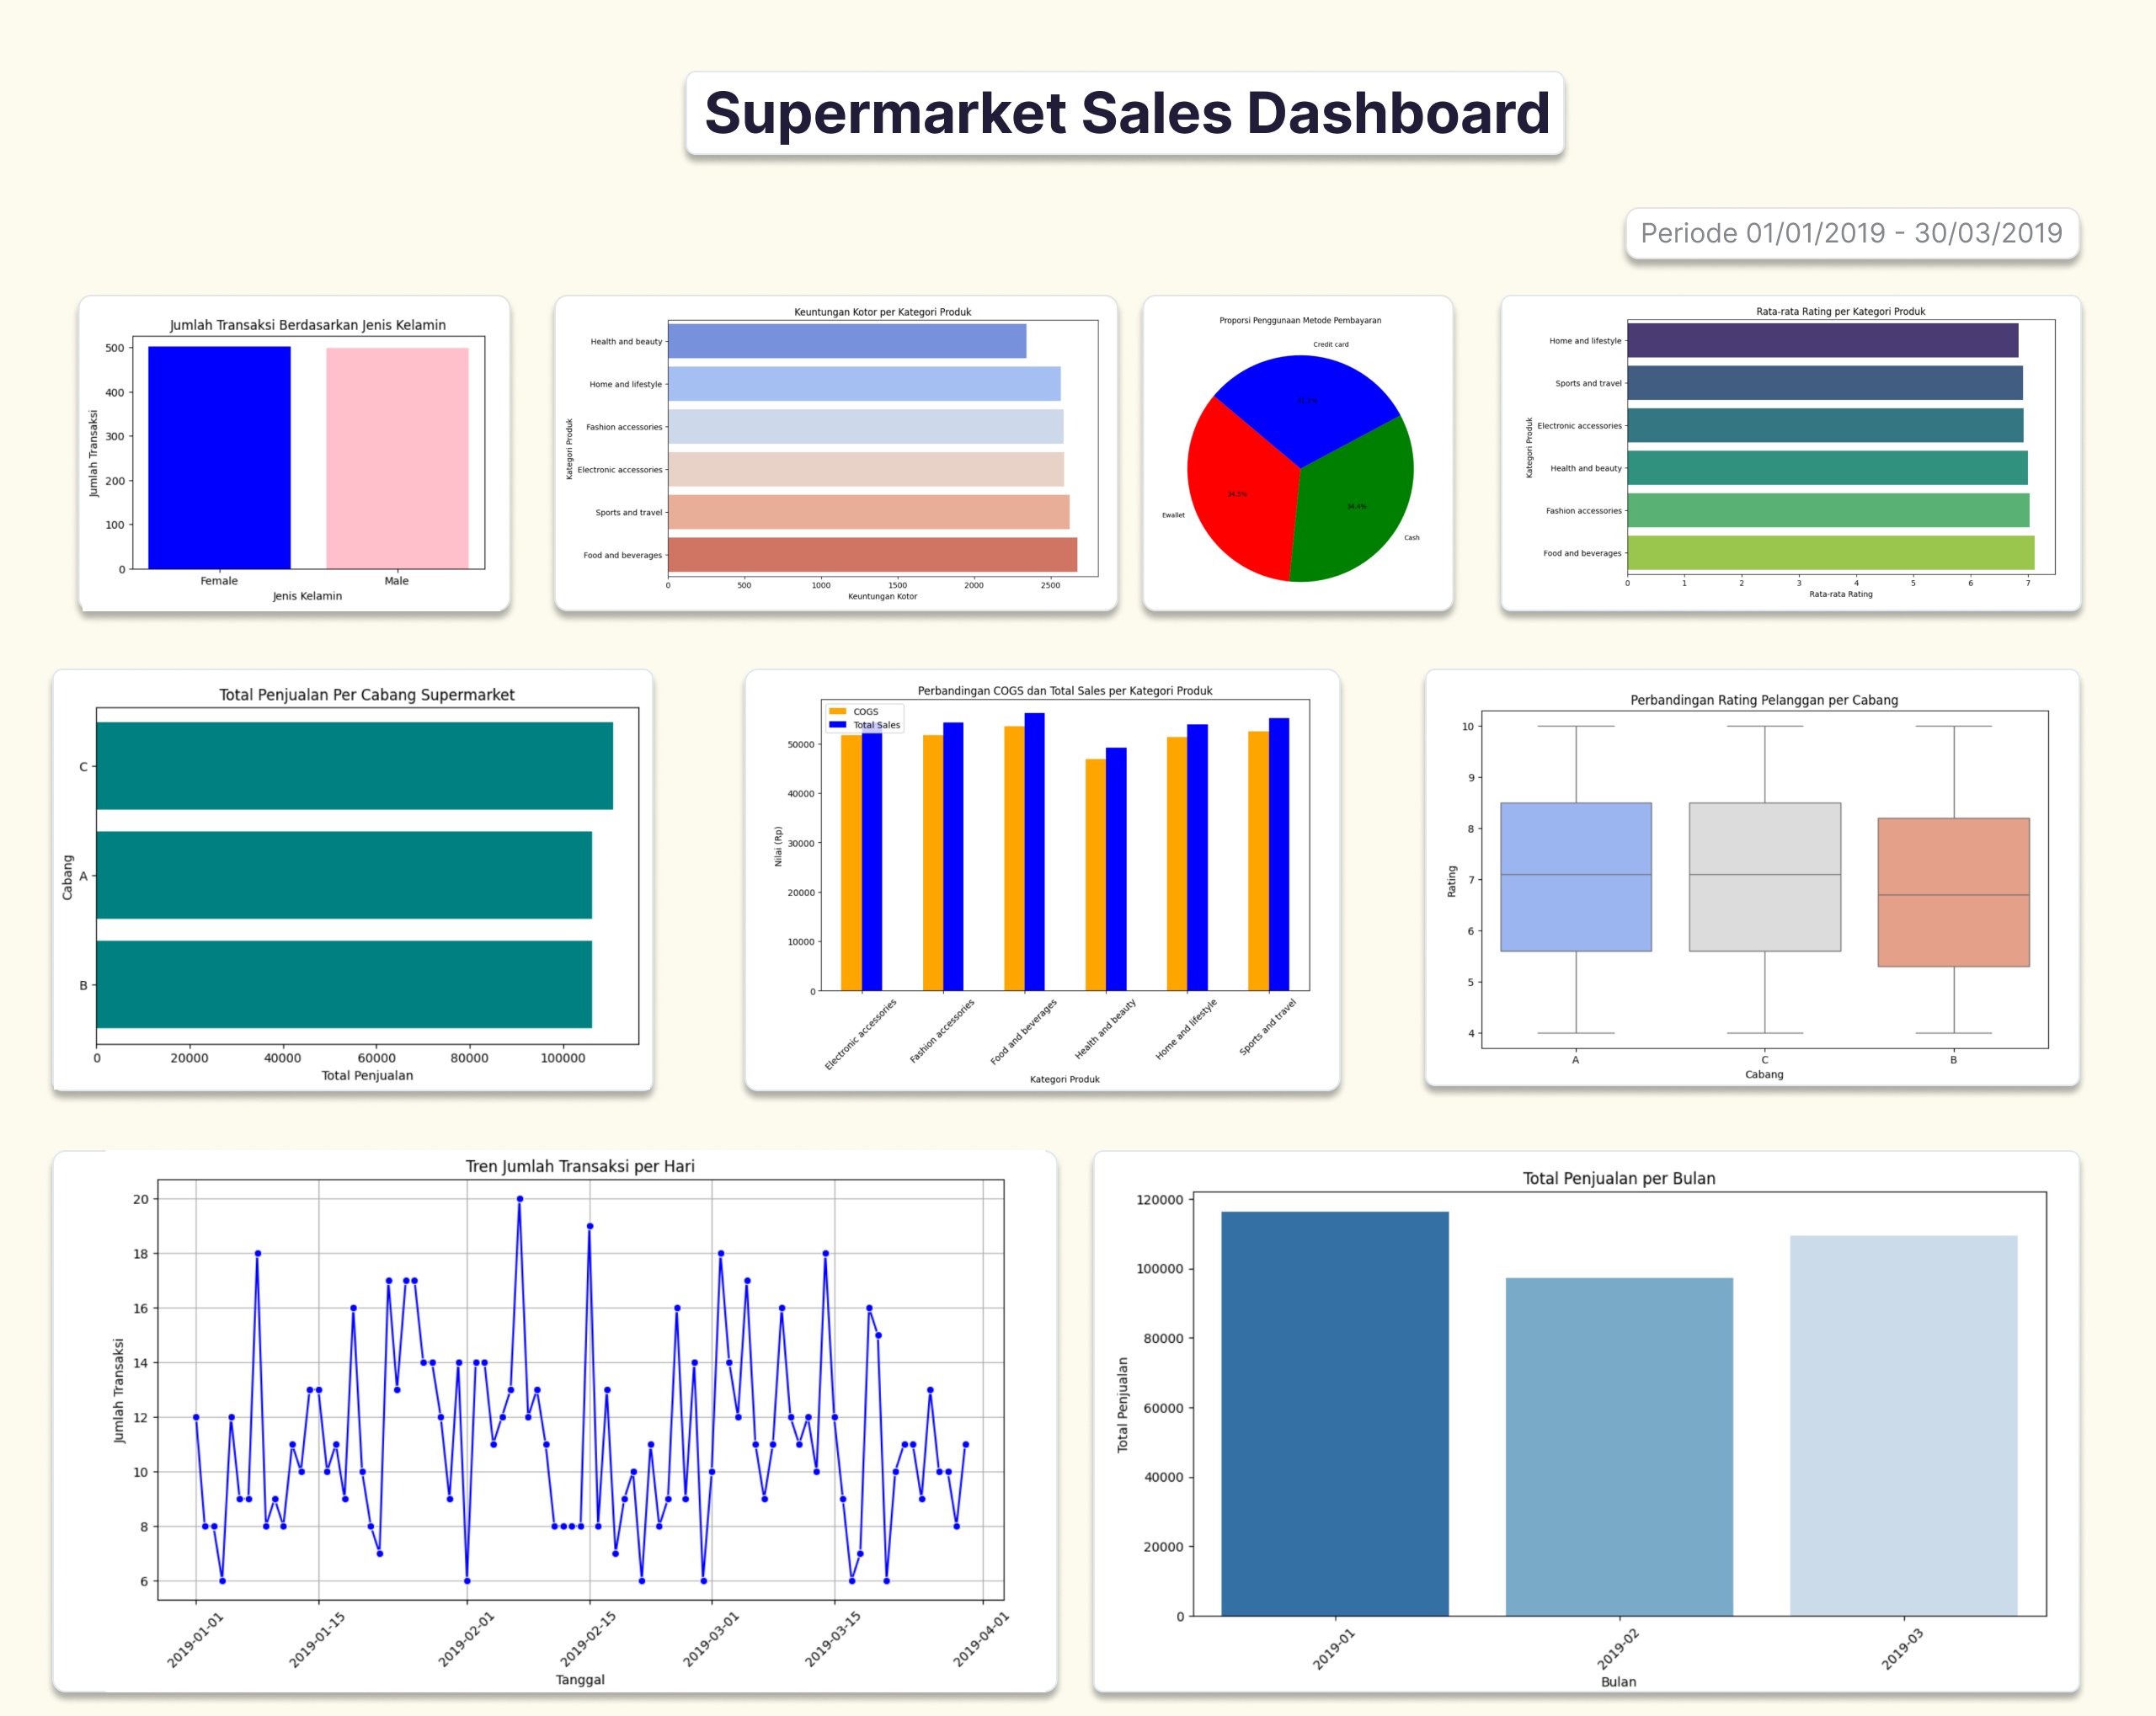 Supermarket Sales Dashboard
Periode 01/01/2019 - 30/03/2019
Jumlah Transaksi Berdasarkan Jenis Kelamin
Jumlah Transaksi
500
400
300
200
100
0
Female
Male
Jenis Kelamin
Keuntungan Kotor per Kategori Produk
Kategori Produk
Health and beauty
Home and lifestyle
Fashion accessories
Electronic accessories
Sports and travel
Food and beverages
0
500
1000
1500
2000
2500
Keuntungan Kotor
Proporsi Penggunaan Metode Pembayaran
Credit card
31.1%
34.5%
34.4%
Ewallet
Cash
Rata-rata Rating per Kategori Produk
Kategori Produk
Home and lifestyle
Sports and travel
Electronic accessories
Health and beauty
Fashion accessories
Food and beverages
0
1
2
3
4
5
6
7
Rata-rata Rating
Total Penjualan Per Cabang Supermarket
Cabang
C
A
B
0
20000
40000
60000
80000
100000
Total Penjualan
Perbandingan COGS dan Total Sales per Kategori Produk
COGS
Total Sales
Nilai (Rp)
50000
40000
30000
20000
10000
0
Electronic accessories
Fashion accessories
Food and beverages
Health and beauty
Home and lifestyle
Sports and travel
Kategori Produk
Perbandingan Rating Pelanggan per Cabang
Rating
10
9
8
7
6
5
4
A
C
B
Cabang
Tren Jumlah Transaksi per Hari
Jumlah Transaksi
20
18
16
14
12
10
8
6
2019-01-01
2019-01-15
2019-02-01
2019-02-15
2019-03-01
2019-03-15
2019-04-01
Tanggal
Total Penjualan per Bulan
Total Penjualan
120000
100000
80000
60000
40000
20000
0
2019-01
2019-02
2019-03
Bulan